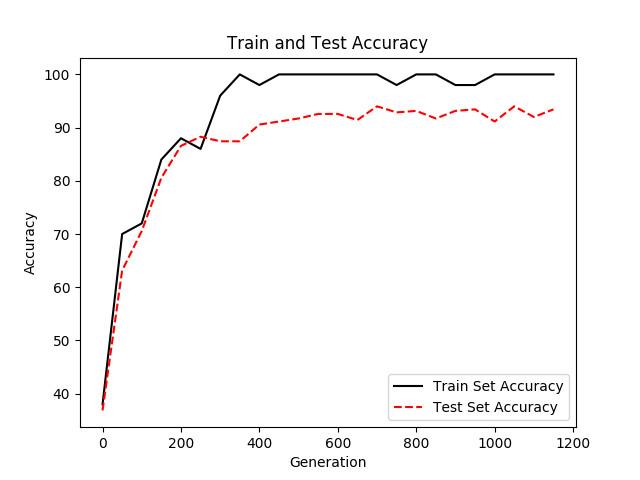 Train and Test Accuracy
100
90
80
70
60
50
40
Accuracy
0 200 400 600 800 1000 1200
Generation
Train Set Accuracy
Test Set Accuracy